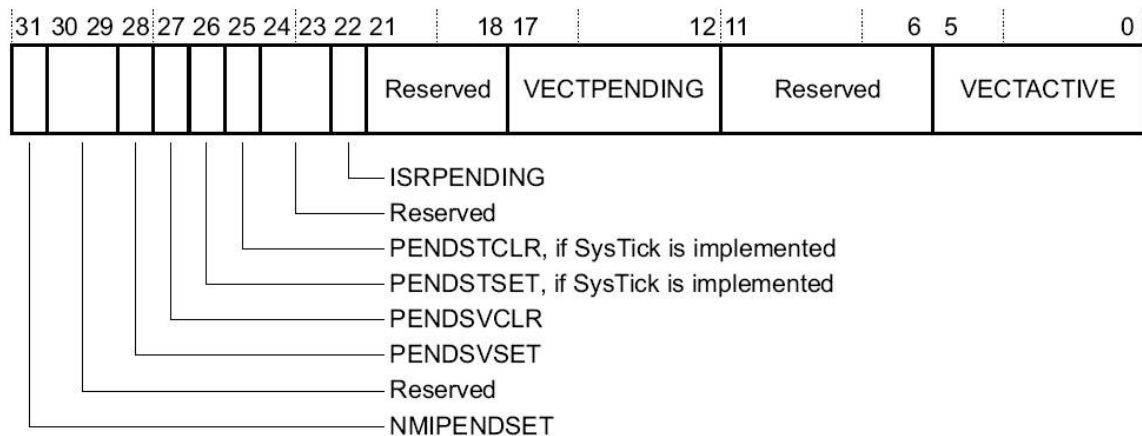 31 30 29 28 27 26 25 24 23 22 21 18 17 12 11 6 5 0
Reserved VECTPENDING Reserved VECTACTIVE
ISRPENDING
Reserved
PENDSTCLR, if SysTick is implemented
PENDSTSET, if SysTick is implemented
PENDSVCLR
PENDSVSET
Reserved
NMIPENDSET